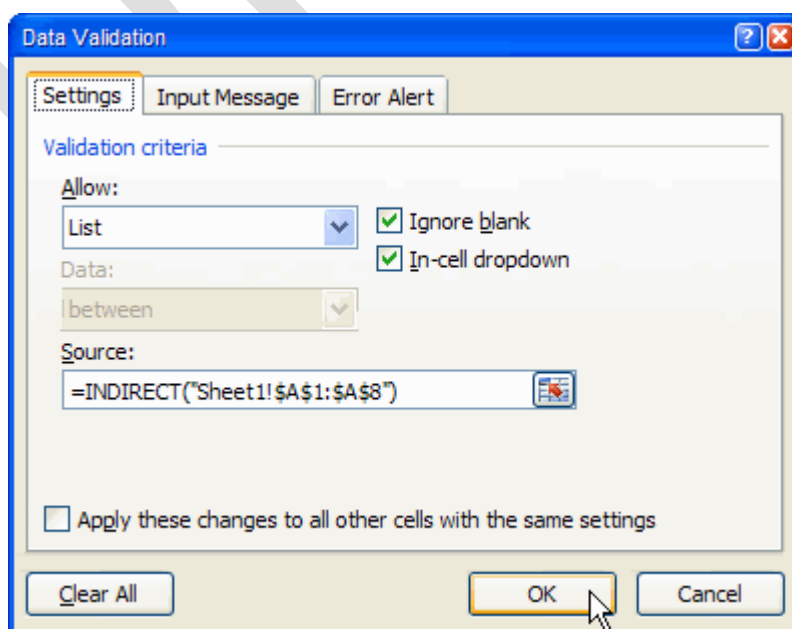 Data Validation
Settings Input Message Error Alert
Validation criteria
Allow:
List
Ignore blank
Data:
In-cell dropdown
between
Source:
=INDIRECT("Sheet1!$A$1:$A$8")
Apply these changes to all other cells with the same settings
Clear All OK Cancel